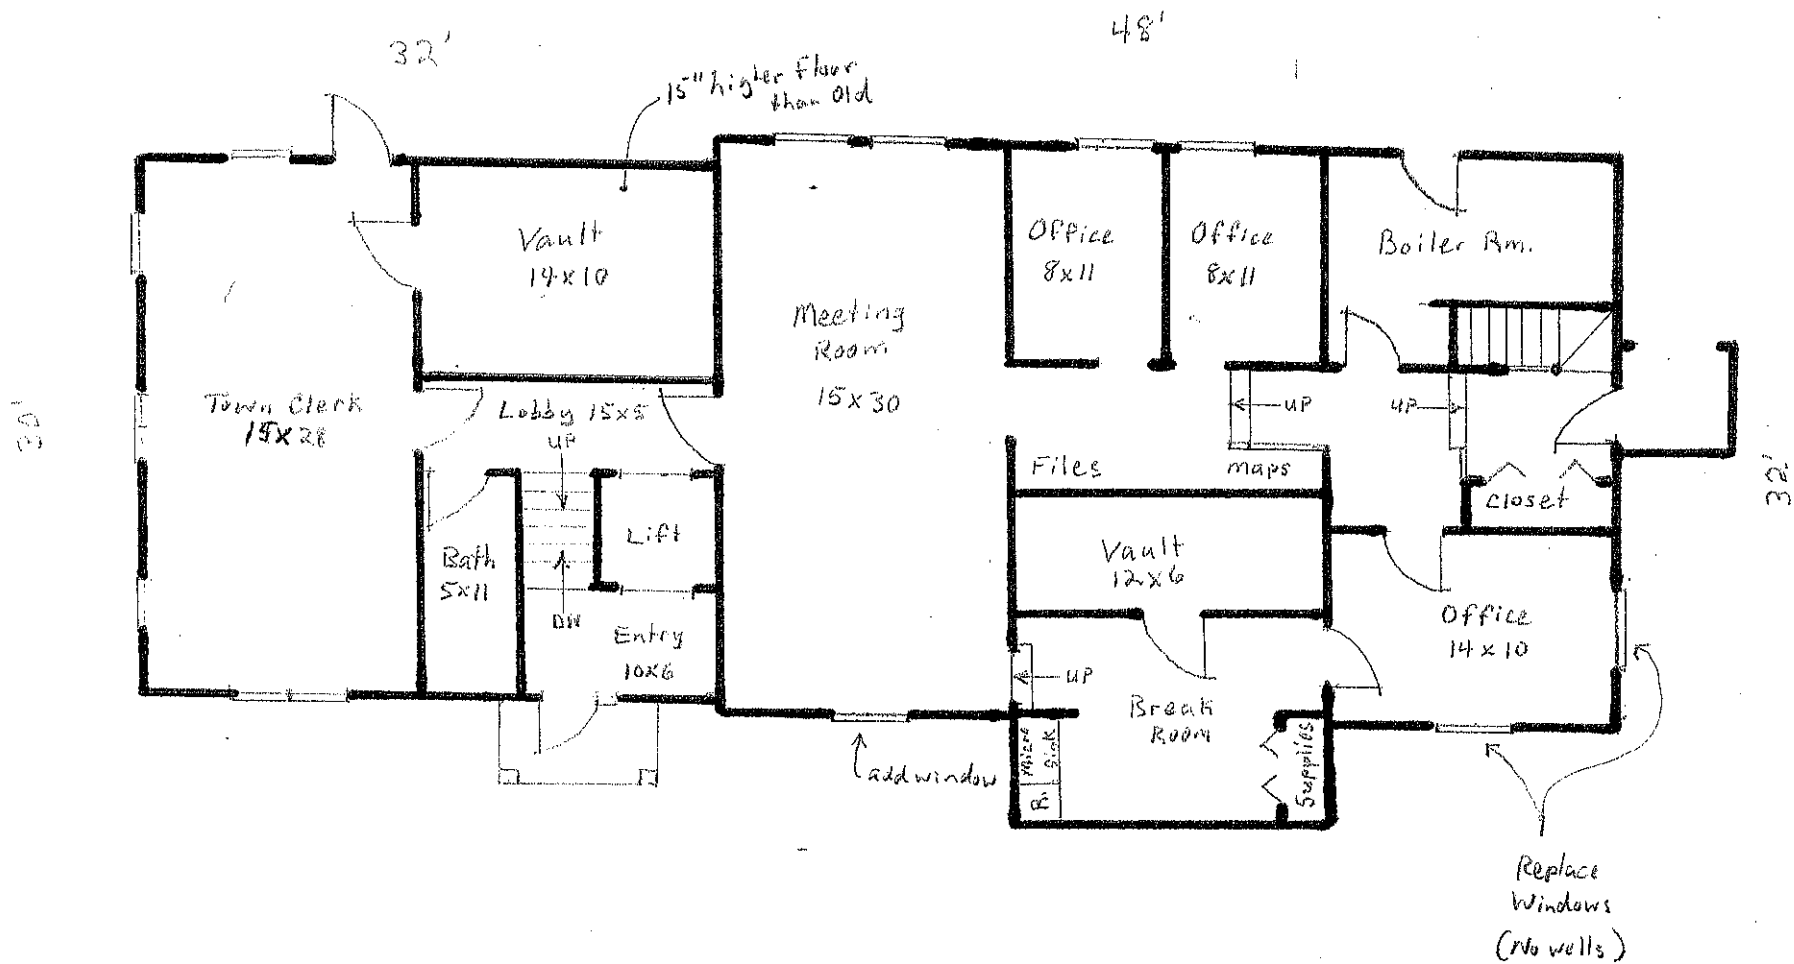 32'
48'
15" higher floor
than old
Vault
14x10
Office
8x11
Office
8x11
Boiler Rm.
Meeting
Room
15x30
Town Clerk
15x28
Lobby 15x5
UP
UP
UP
30'
32'
Files
maps
Closet
Lift
Bath
5x11
Vault
12x6
DN
Entry
10x6
Office
14x10
UP
Break
Room
Micro
Sink
R.
Supplies
add window
Replace
Windows
(No wells)